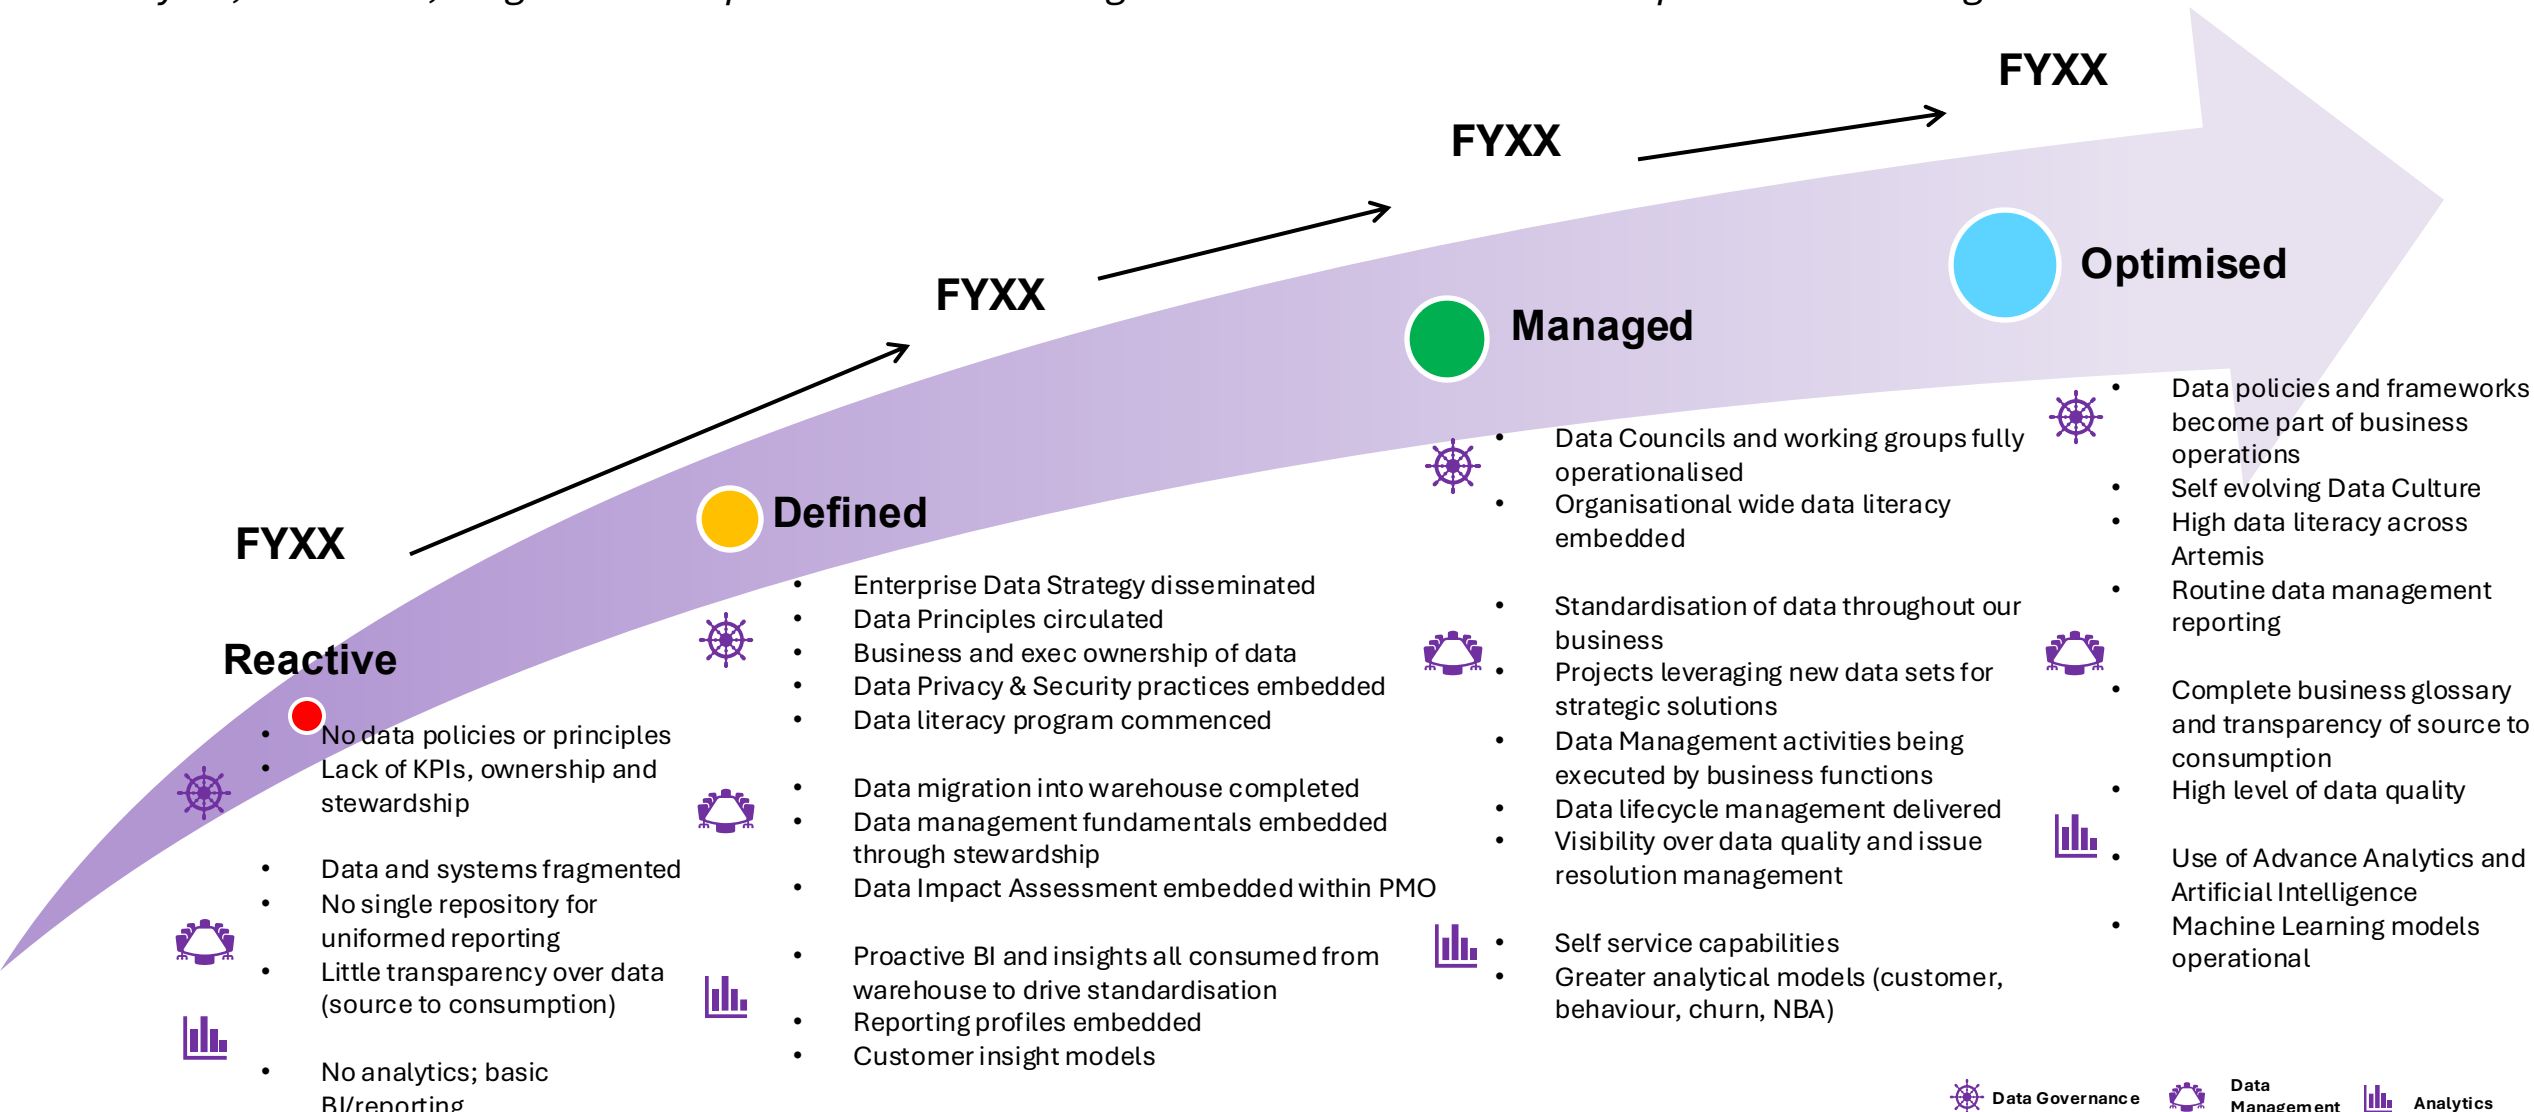 FYXX
FYXX
FYXX
FYXX
Reactive
• No data policies or principles
• Lack of KPIs, ownership and
stewardship
• Data and systems fragmented
• No single repository for
uniformed reporting
• Little transparency over data
(source to consumption)
• No analytics; basic
BI/reporting
Defined
• Enterprise Data Strategy disseminated
• Data Principles circulated
• Business and exec ownership of data
• Data Privacy & Security practices embedded
• Data literacy program commenced
• Data migration into warehouse completed
• Data management fundamentals embedded
through stewardship
• Data Impact Assessment embedded within PMO
• Proactive BI and insights all consumed from
warehouse to drive standardisation
• Reporting profiles embedded
• Customer insight models
Managed
• Data Councils and working groups fully
operationalised
• Organisational wide data literacy
embedded
• Standardisation of data throughout our
business
• Projects leveraging new data sets for
strategic solutions
• Data Management activities being
executed by business functions
• Data lifecycle management delivered
• Visibility over data quality and issue
resolution management
• Self service capabilities
• Greater analytical models (customer,
behaviour, churn, NBA)
Optimised
• Data policies and frameworks
become part of business
operations
• Self evolving Data Culture
• High data literacy across
Artemis
• Routine data management
reporting
• Complete business glossary
and transparency of source to
consumption
• High level of data quality
• Use of Advance Analytics and
Artificial Intelligence
• Machine Learning models
operational
Data Governance
Data
Management
Analytics